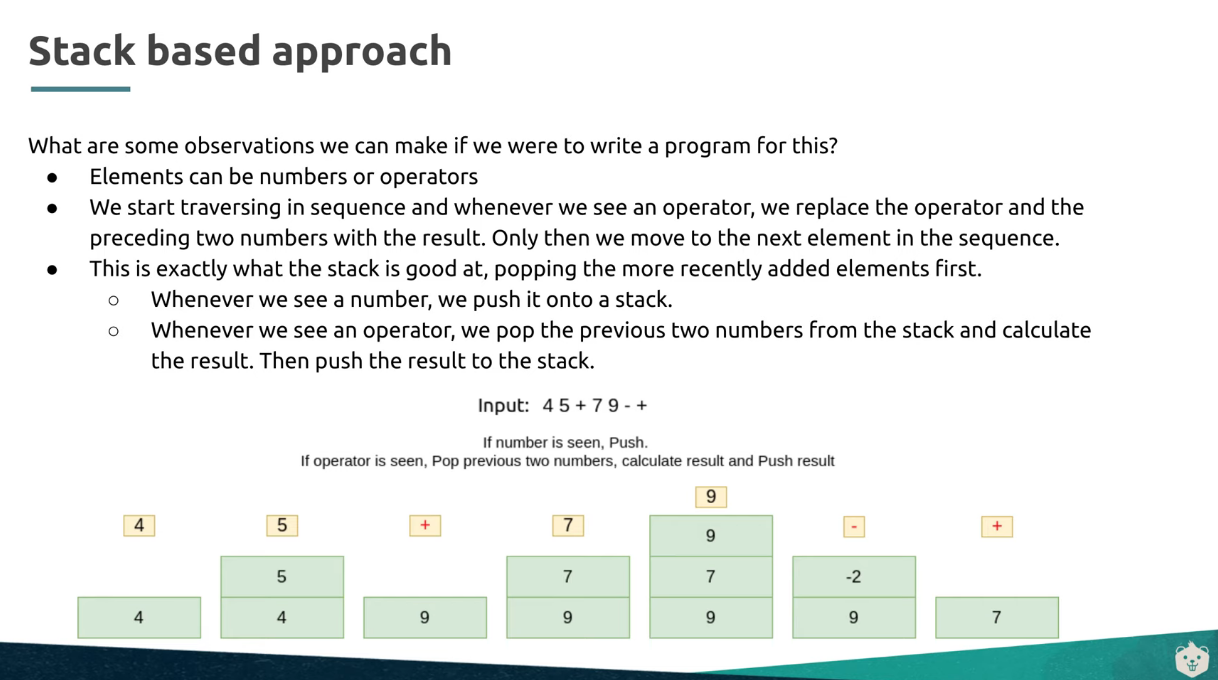 Stack based approach
What are some observations we can make if we were to write a program for this?
● Elements can be numbers or operators
● We start traversing in sequence and whenever we see an operator, we replace the operator and the
preceding two numbers with the result. Only then we move to the next element in the sequence.
● This is exactly what the stack is good at, popping the more recently added elements first.
○ Whenever we see a number, we push it onto a stack.
○ Whenever we see an operator, we pop the previous two numbers from the stack and calculate
the result. Then push the result to the stack.
Input: 4 5 + 7 9 - +
If number is seen, Push.
If operator is seen, Pop previous two numbers, calculate result and Push result
9
4 5 + 7 - +
9
5 7 7 -2
4 4 9 9 9 9 7